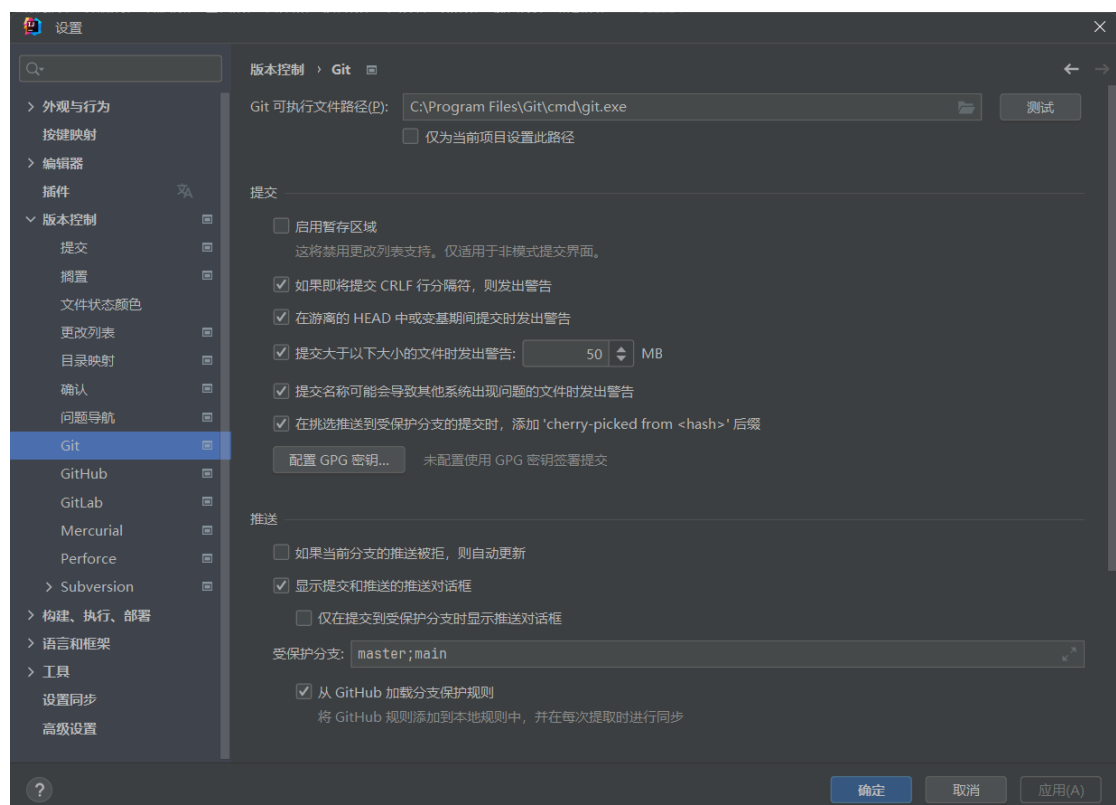 设置
外观与行为
按键映射
编辑器
插件
版本控制
提交
搁置
文件状态颜色
更改列表
目录映射
确认
问题导航
Git
GitHub
GitLab
Mercurial
Perforce
Subversion
构建、执行、部署
语言和框架
工具
设置同步
高级设置
版本控制 › Git
Git 可执行文件路径(P): C:\Program Files\Git\cmd\git.exe 测试
仅为当前项目设置此路径
提交
启用暂存区域
这将禁用更改列表支持。仅适用于非模式提交界面。
如果即将提交 CRLF 行分隔符，则发出警告
在游离的 HEAD 中或变基期间提交时发出警告
提交大于以下大小的文件时发出警告: 50 MB
提交名称可能会导致其他系统出现问题的文件时发出警告
在挑选推送到受保护分支的提交时，添加 'cherry-picked from <hash>' 后缀
配置 GPG 密钥... 未配置使用 GPG 密钥签署提交
推送
如果当前分支的推送被拒，则自动更新
显示提交和推送的推送对话框
仅在提交到受保护分支时显示推送对话框
受保护分支: master;main
从 GitHub 加载分支保护规则
将 GitHub 规则添加到本地规则中，并在每次提取时进行同步
? 确定 取消 应用(A)